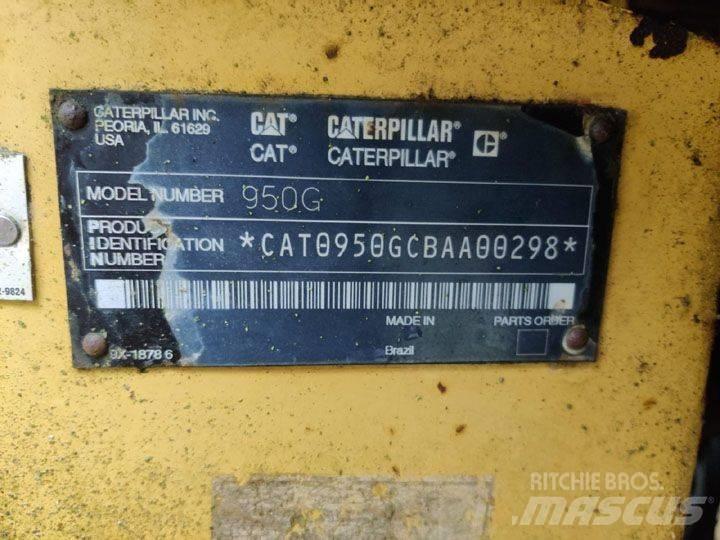 CATERPILLAR INC.
PEORIA, IL 61629
USA
CAT® CATERPILLAR® C®
CAT® CATERPILLAR®
MODEL NUMBER 950G
PRODUCT
IDENTIFICATION *CAT0950GCBAA00298*
NUMBER
MADE IN PARTS ORDER
Brazil
9X-1878 6
-9824
RITCHIE BROS.
MASCUS